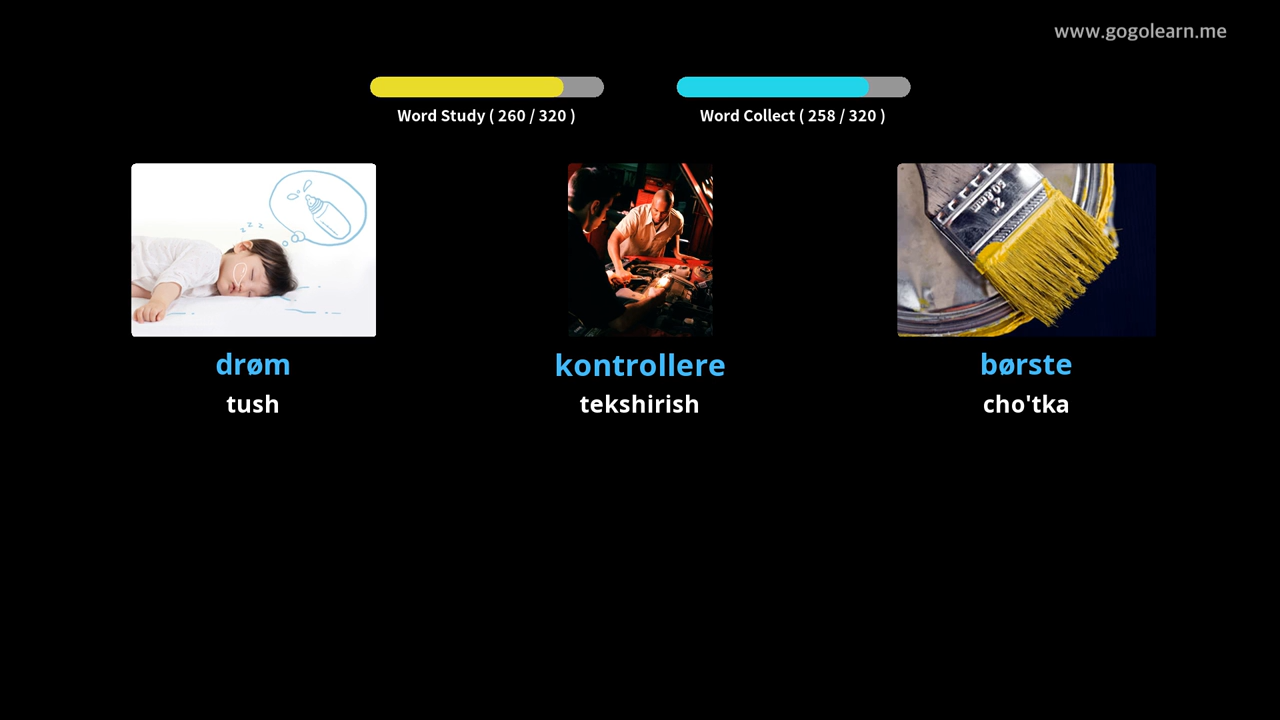 www.gogolearn.me
Word Study ( 260 / 320 )
Word Collect ( 258 / 320 )
z z z
drøm
kontrollere
børste
tush
tekshirish
cho'tka